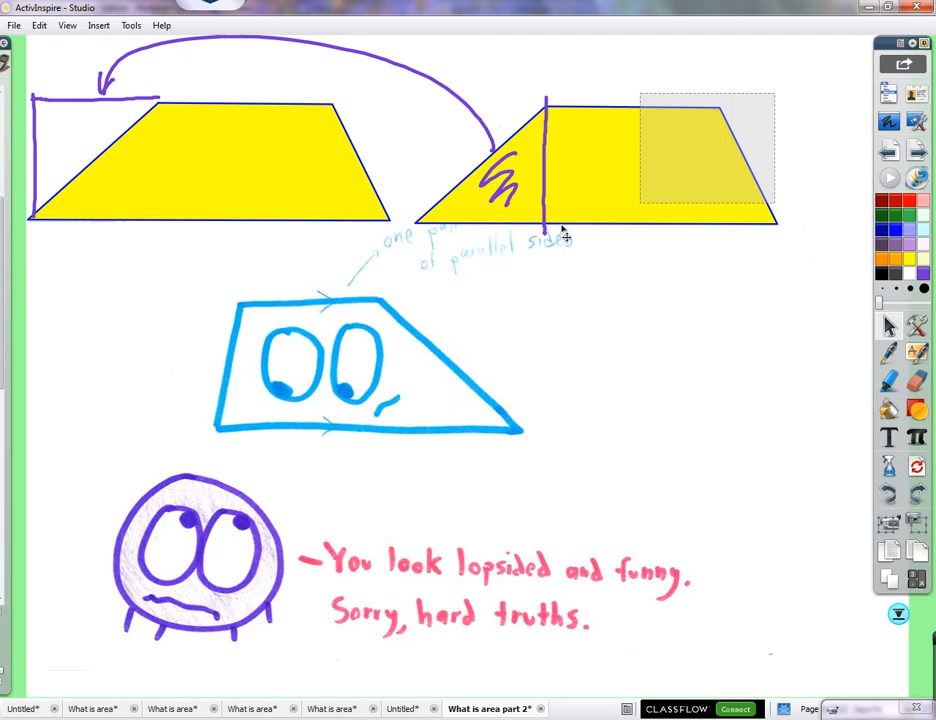 ActivInspire - Studio
File Edit View Insert Tools Help
one
of parallel sides
- You look lopsided and funny.
Sorry, hard truths.
Untitled* What is area* What is area* What is area* What is area* Untitled* What is area part 2* CLASSFLOW Connect Page